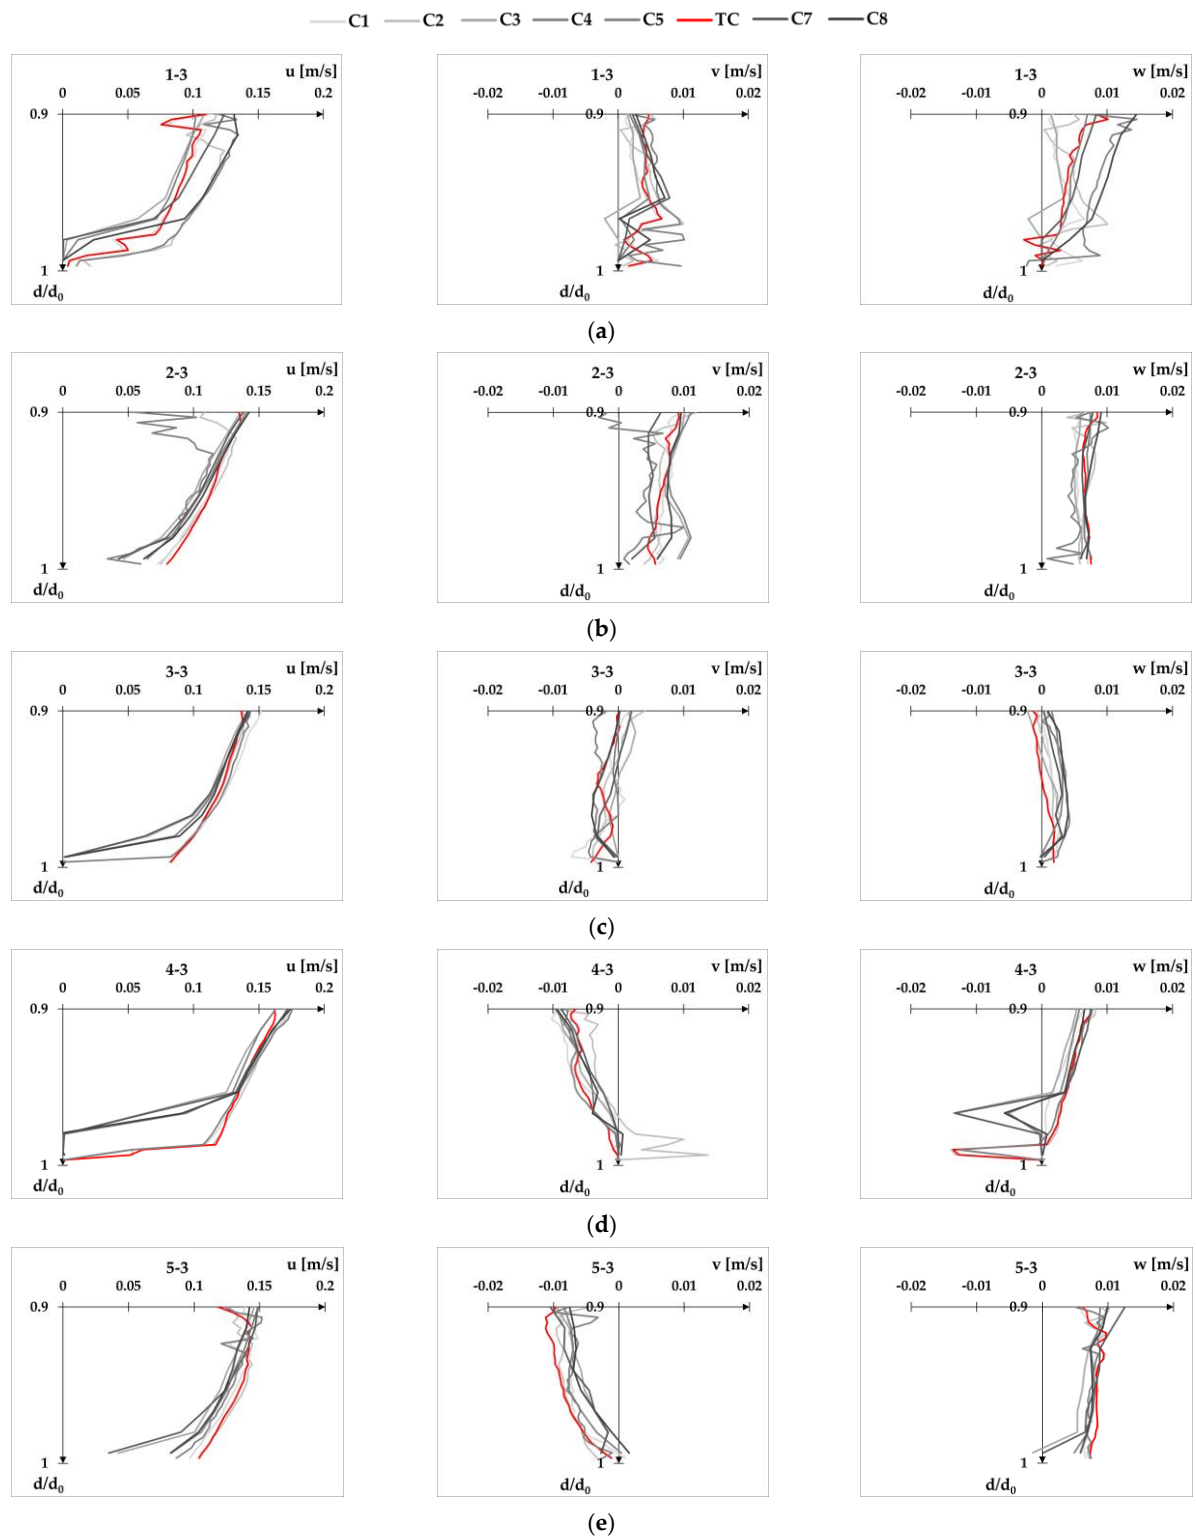 C1 C2 C3 C4 C5 TC C7 C8
u [m/s] v [m/s] w [m/s]
1-3 1-3 1-3
0 0.05 0.1 0.15 0.2 -0.02 -0.01 0 0.01 0.02 -0.02 -0.01 0 0.01 0.02
0.9 0.9 0.9
1 1 1
d/d0 d/d0 d/d0
(a)
u [m/s] v [m/s] w [m/s]
2-3 2-3 2-3
0 0.05 0.1 0.15 0.2 -0.02 -0.01 0 0.01 0.02 -0.02 -0.01 0 0.01 0.02
0.9 0.9 0.9
1 1 1
d/d0 d/d0 d/d0
(b)
u [m/s] v [m/s] w [m/s]
3-3 3-3 3-3
0 0.05 0.1 0.15 0.2 -0.02 -0.01 0 0.01 0.02 -0.02 -0.01 0 0.01 0.02
0.9 0.9 0.9
1 1 1
d/d0 d/d0 d/d0
(c)
u [m/s] v [m/s] w [m/s]
4-3 4-3 4-3
0 0.05 0.1 0.15 0.2 -0.02 -0.01 0 0.01 0.02 -0.02 -0.01 0 0.01 0.02
0.9 0.9 0.9
1 1 1
d/d0 d/d0 d/d0
(d)
u [m/s] v [m/s] w [m/s]
5-3 5-3 5-3
0 0.05 0.1 0.15 0.2 -0.02 -0.01 0 0.01 0.02 -0.02 -0.01 0 0.01 0.02
0.9 0.9 0.9
1 1 1
d/d0 d/d0 d/d0
(e)